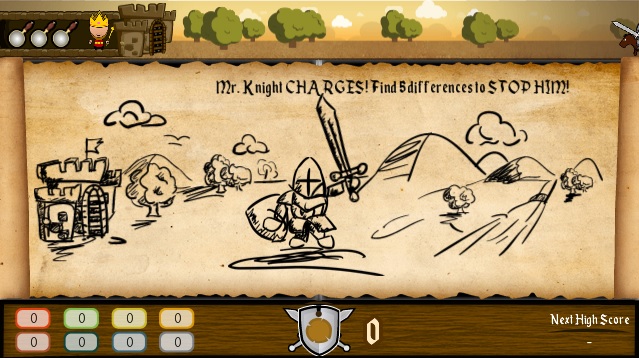 Mr. Knight CHARGES! Find 5 differences to STOP HIM!
0 0 0 0
0 0 0 0
0
Next High Score
-